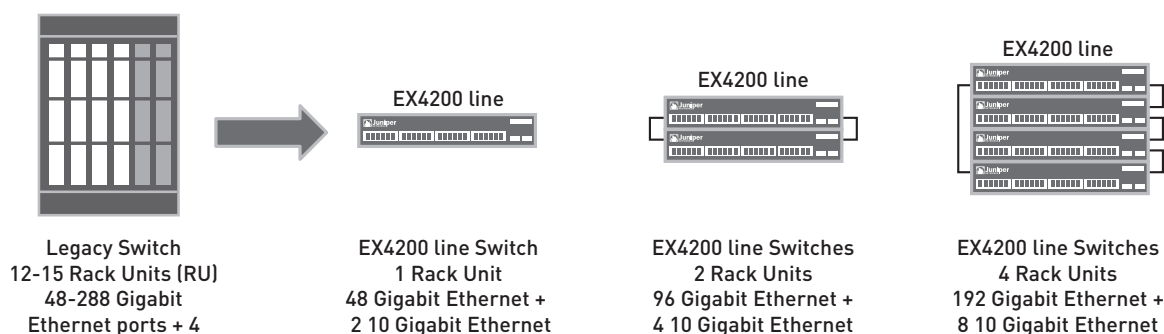 EX4200 line
EX4200 line
EX4200 line
Juniper
Juniper
Juniper
Juniper
Juniper
Juniper
Juniper
Legacy Switch
12-15 Rack Units (RU)
48-288 Gigabit
Ethernet ports + 4
EX4200 line Switch
1 Rack Unit
48 Gigabit Ethernet +
2 10 Gigabit Ethernet
EX4200 line Switches
2 Rack Units
96 Gigabit Ethernet +
4 10 Gigabit Ethernet
EX4200 line Switches
4 Rack Units
192 Gigabit Ethernet +
8 10 Gigabit Ethernet